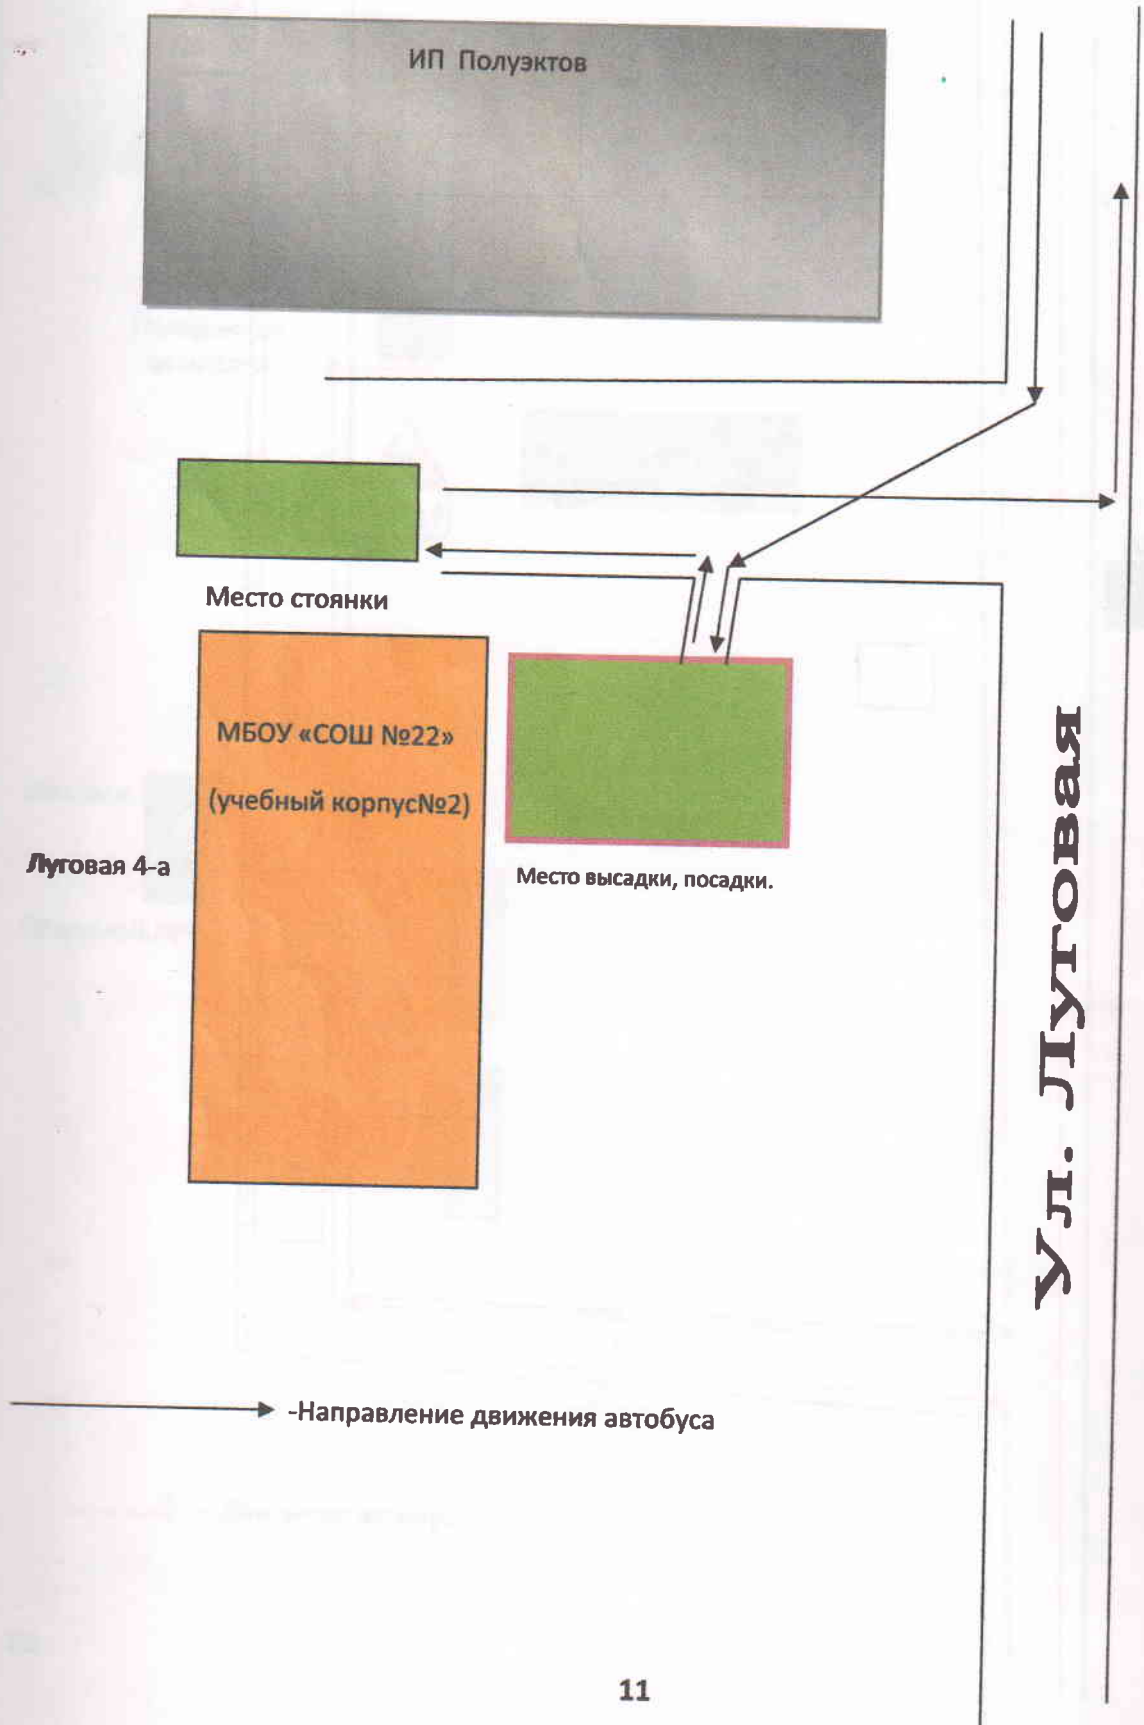 ИП Полуэктов
Место стоянки
МБОУ «СОШ №22»
(учебный корпус№2)
Луговая 4-а
Место высадки, посадки.
Ул. Луговая
-Направление движения автобуса
11